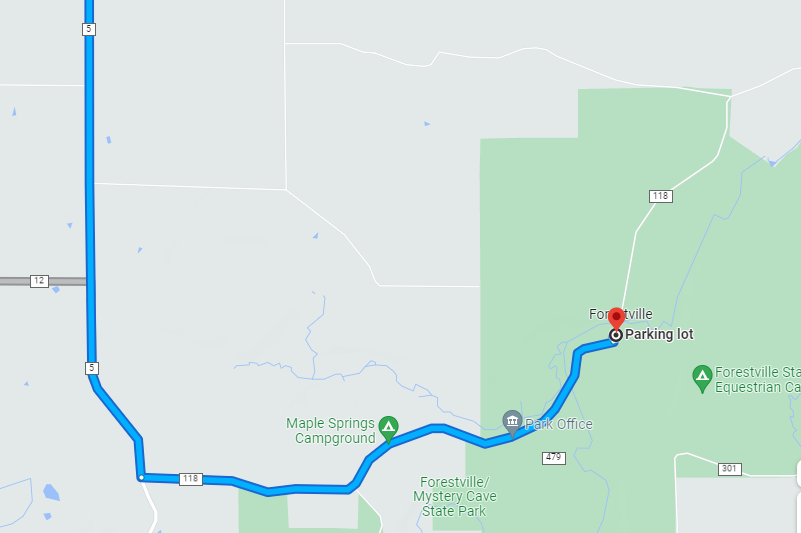 5
118
12
Forestville
Parking lot
5
Forestville Sta
Equestrian Ca
Maple Springs
Campground
Park Office
479
301
118
Forestville/
Mystery Cave
State Park